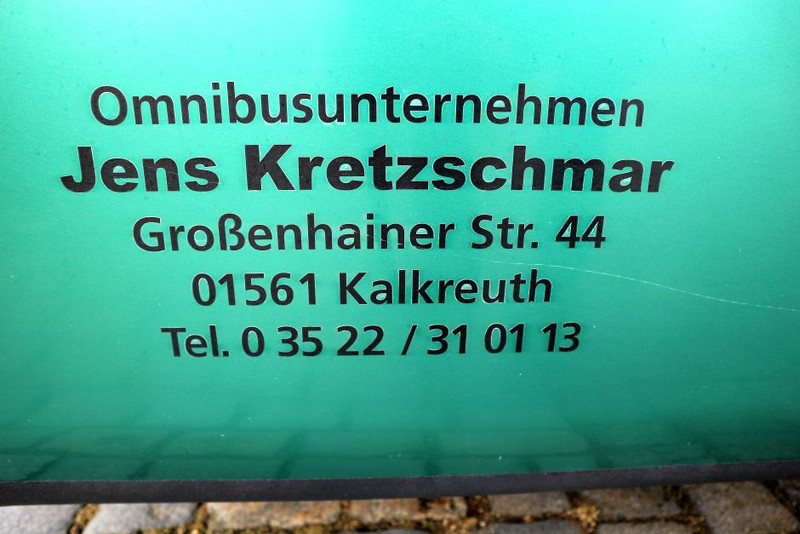 Omnibusunternehmen
Jens Kretzschmar
Großenhainer Str. 44
01561 Kalkreuth
Tel. 0 35 22 / 31 01 13